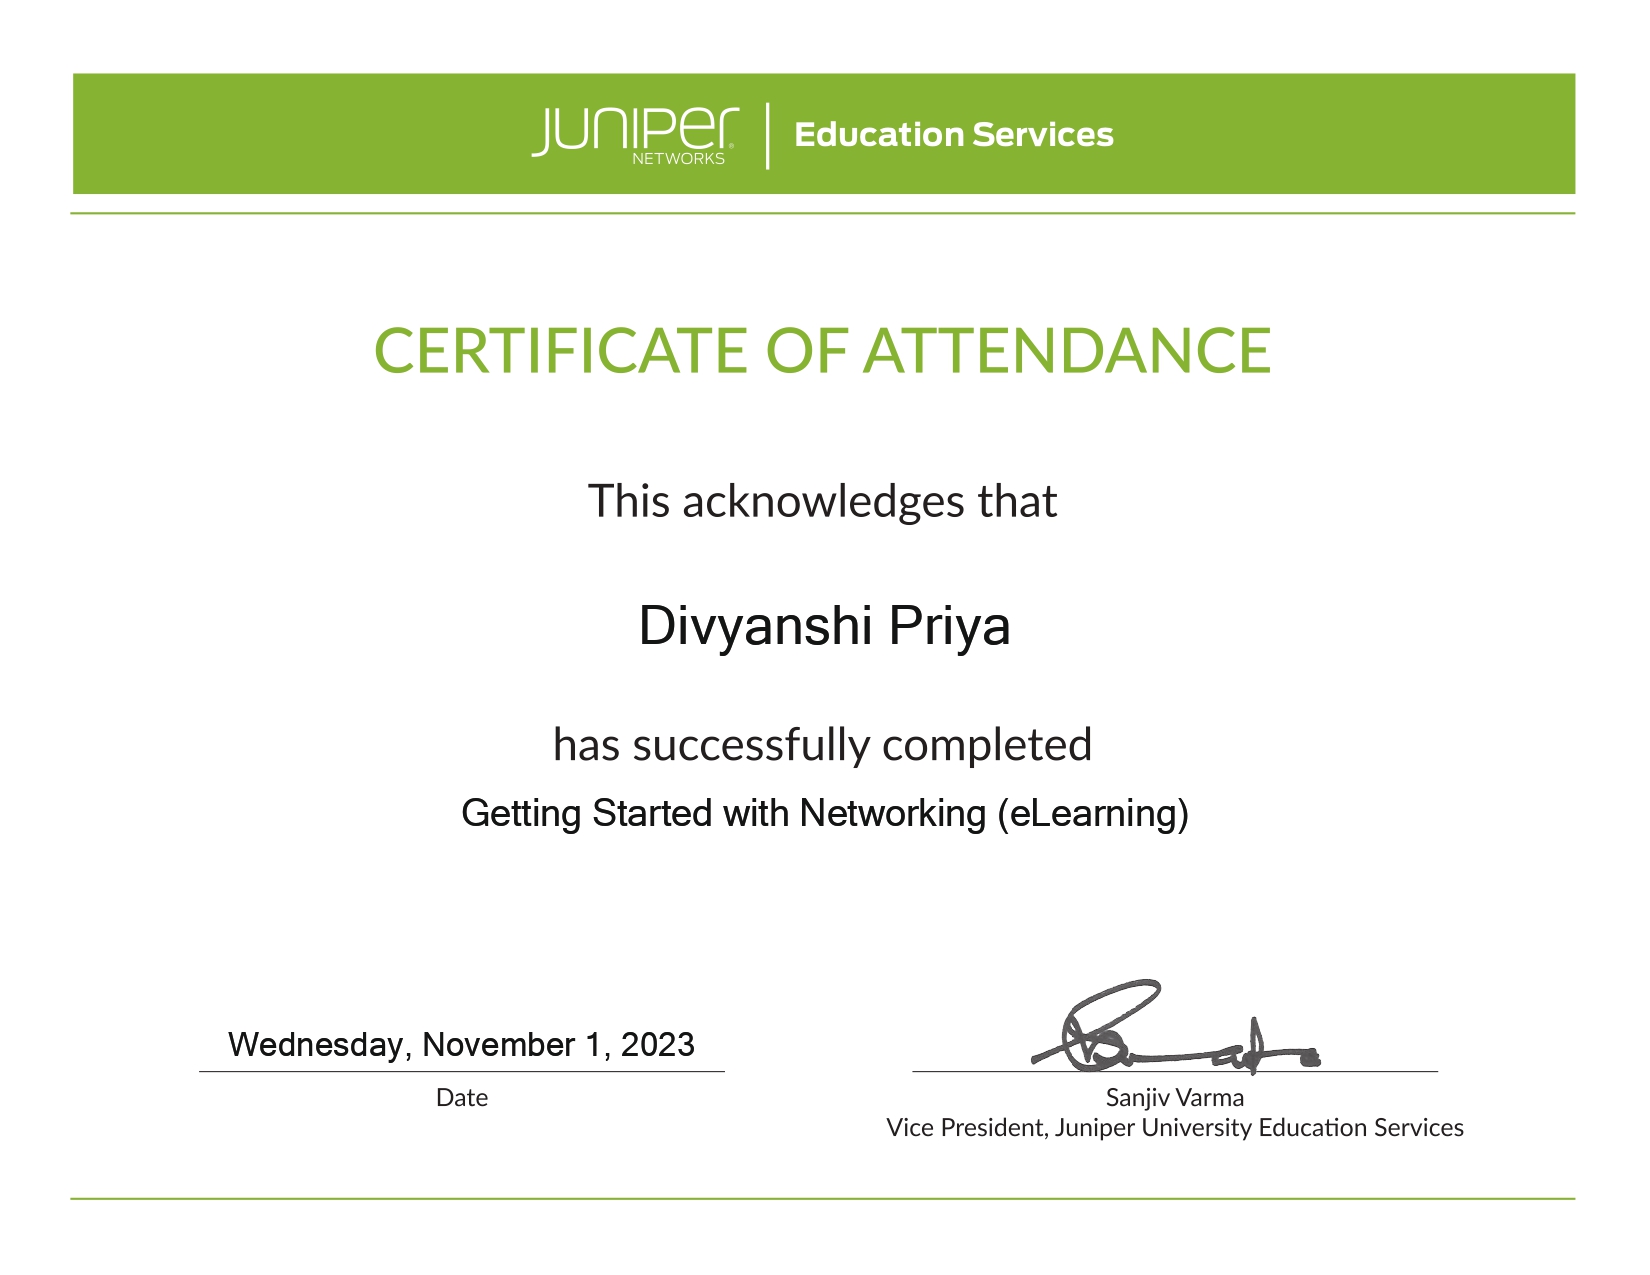 Juniper | Education Services
NETWORKS
CERTIFICATE OF ATTENDANCE
This acknowledges that
Divyanshi Priya
has successfully completed
Getting Started with Networking (eLearning)
Wednesday, November 1, 2023
Date
Sanjiv Varma
Vice President, Juniper University Education Services